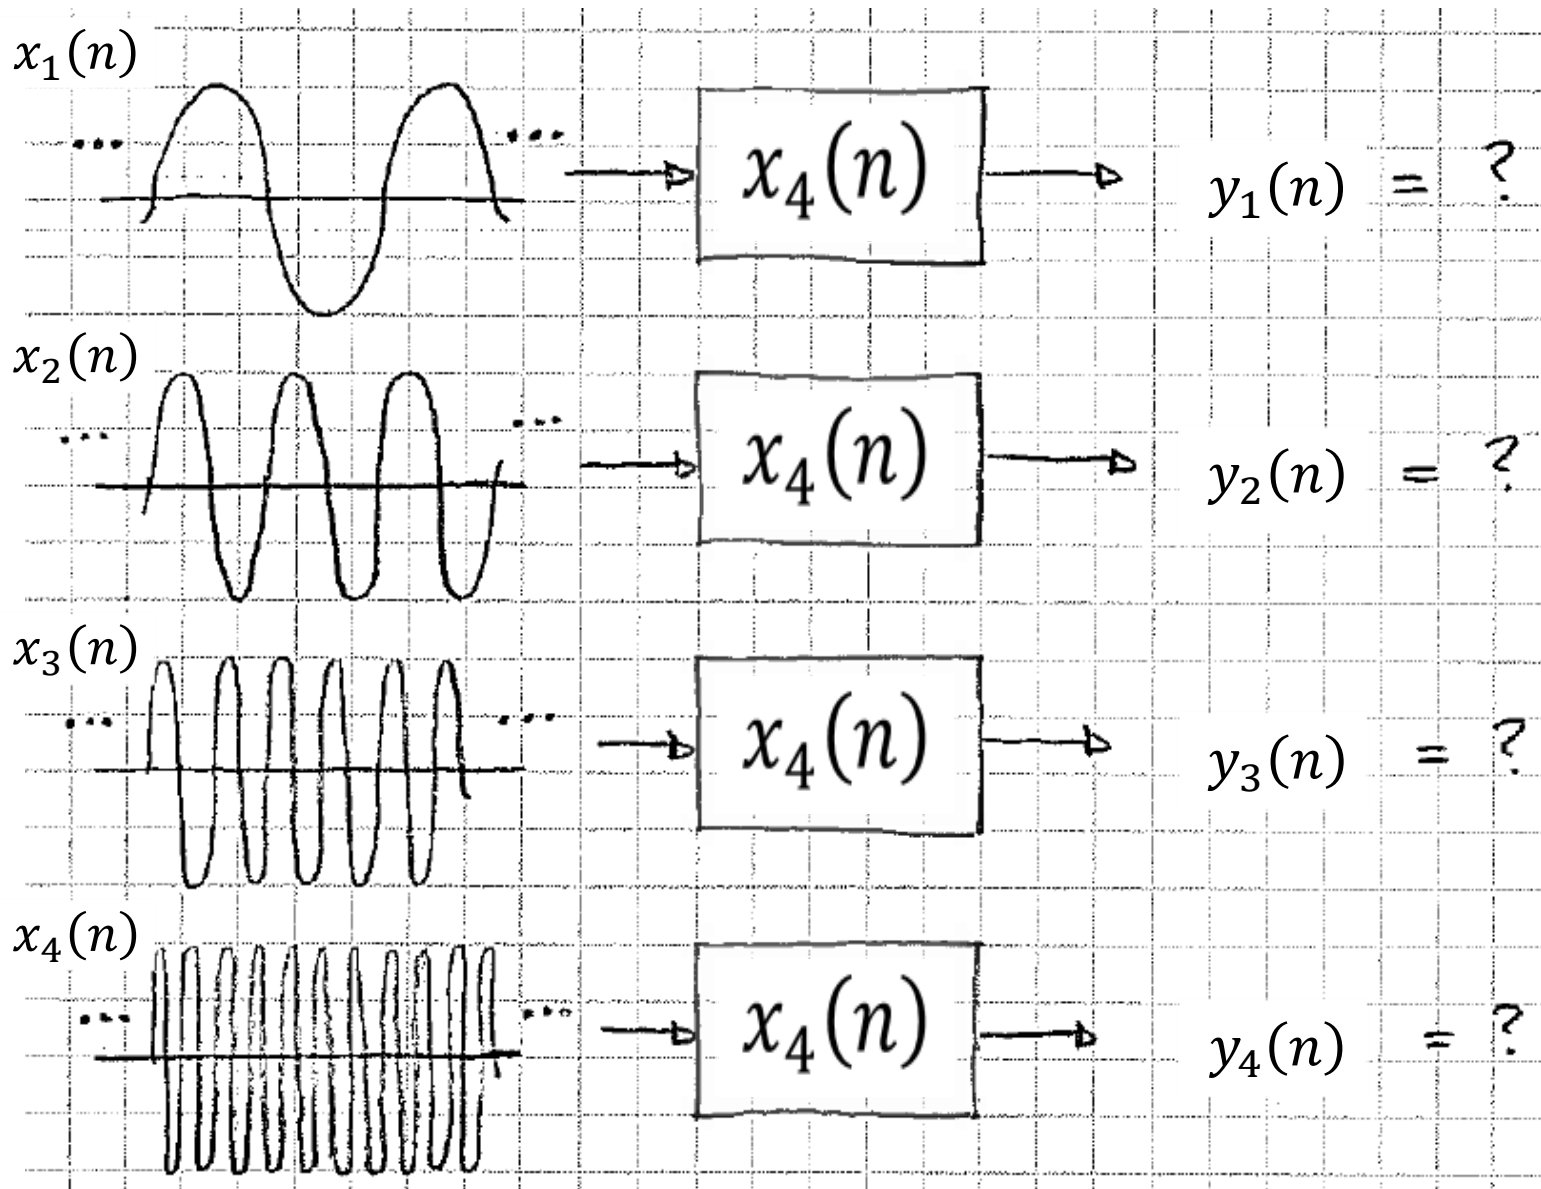 x₁(n)
... ... x₄(n) y₁(n) = ?
x₂(n)
... ... x₄(n) y₂(n) = ?
x₃(n)
... ... x₄(n) y₃(n) = ?
x₄(n)
... ... x₄(n) y₄(n) = ?